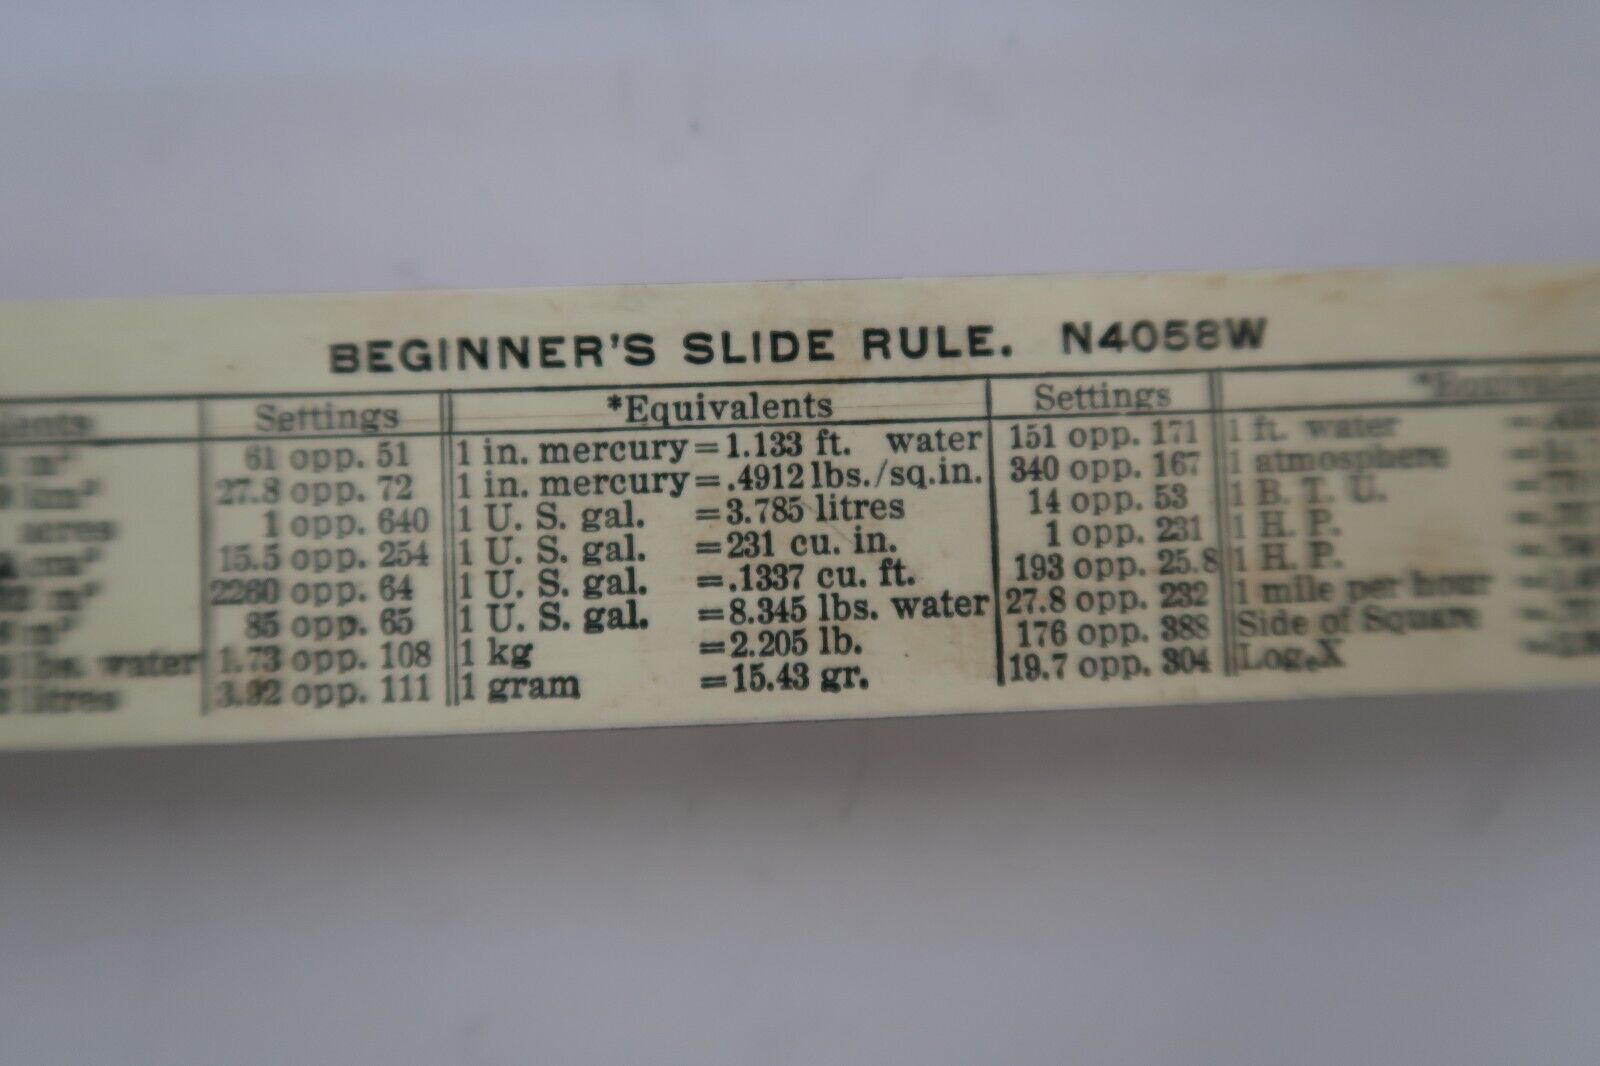 BEGINNER'S SLIDE RULE. N4058W
Settings *Equivalents Settings
61 opp. 51 1 in. mercury =1.133 ft. water 151 opp. 171 1 ft. water
27.8 opp. 72 1 in. mercury =.4912 lbs./sq.in. 340 opp. 167 1 atmosphere
acres 1 opp. 640 1 U. S. gal. =3.785 litres 14 opp. 53 1 B. T. U.
15.5 opp. 254 1 U. S. gal. =231 cu. in. 1 opp. 231 1 H. P.
2260 opp. 64 1 U. S. gal. =.1337 cu. ft. 193 opp. 25.8 1 H. P.
85 opp. 65 1 U. S. gal. =8.345 lbs. water 27.8 opp. 232 1 mile per hour
lbs. water 1.73 opp. 108 1 kg =2.205 lb. 176 opp. 388 Side of Square
litres 3.92 opp. 111 1 gram =15.43 gr. 19.7 opp. 304 LogₑX